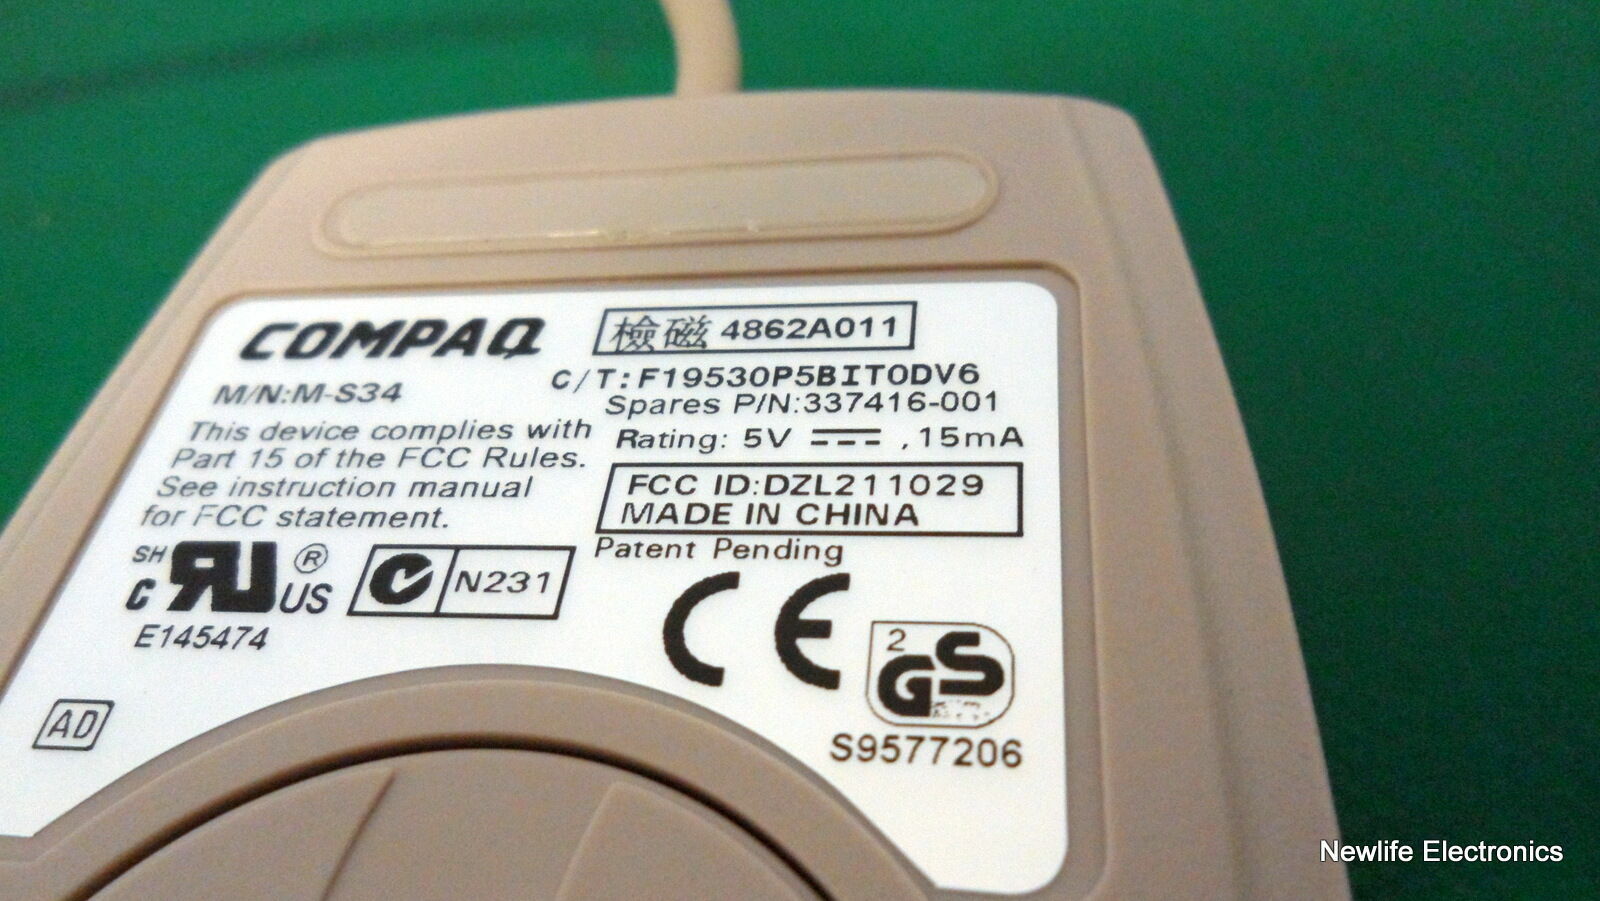 COMPAQ
檢磁 4862A011
M/N:M-S34
C/T:F19530P5BIT0DV6
Spares P/N:337416-001
This device complies with
Part 15 of the FCC Rules.
See instruction manual
for FCC statement.
Rating: 5V ⎓ ,15mA
FCC ID:DZL211029
MADE IN CHINA
Patent Pending
SH
C RU ® US
E145474
N231
CE
2
GS
S9577206
AD
Newlife Electronics